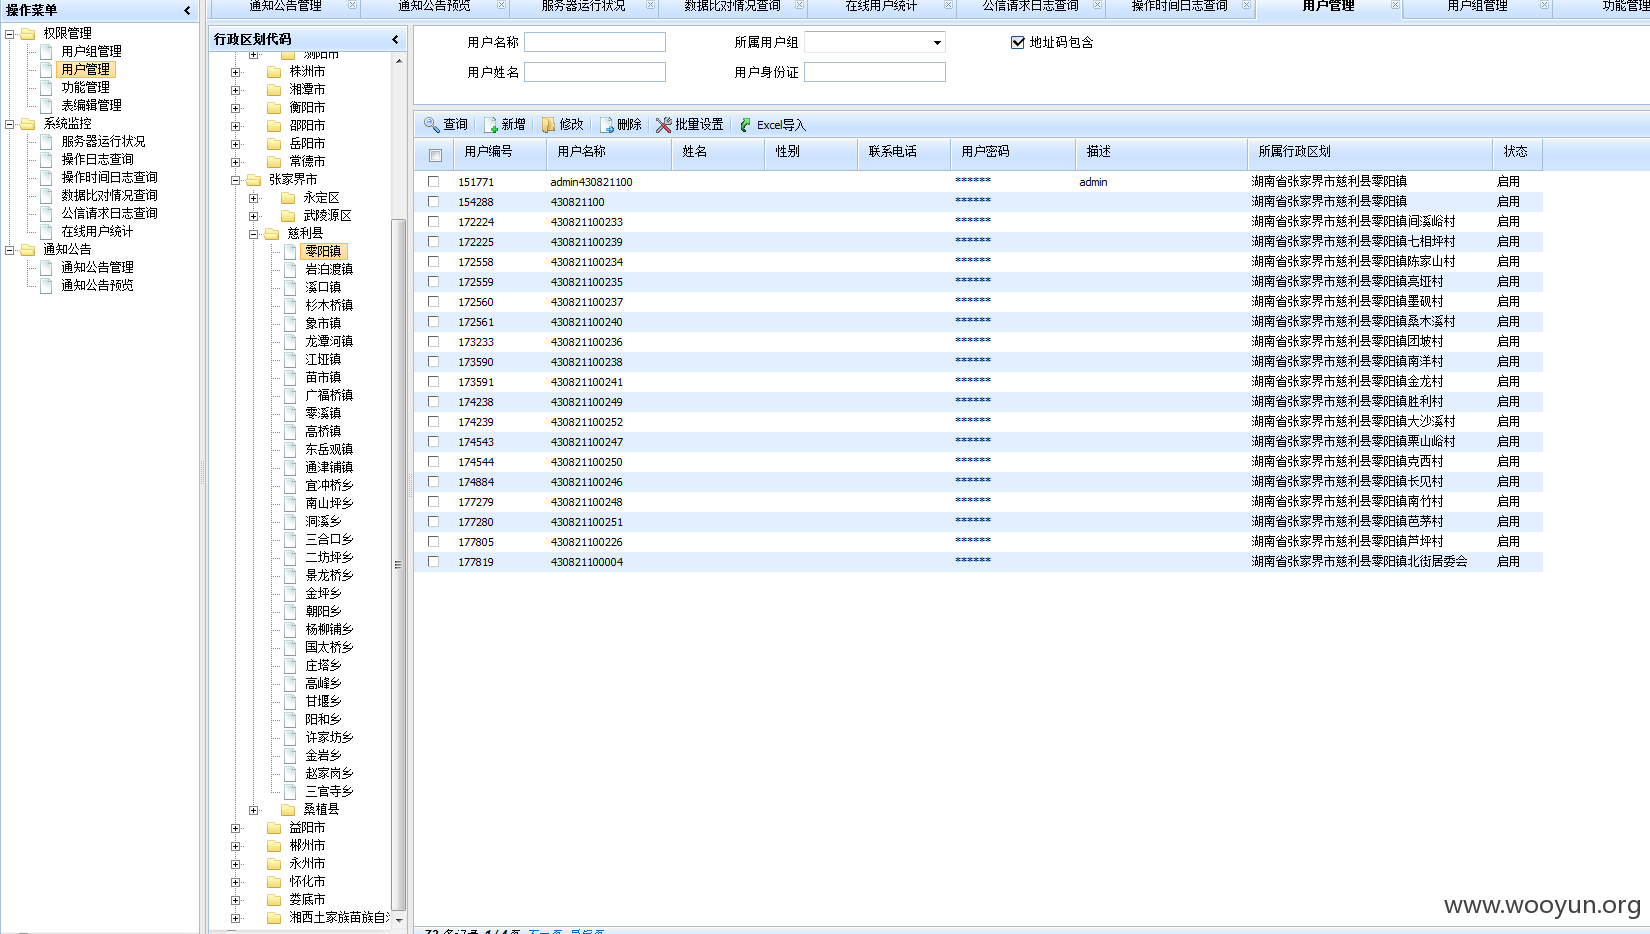 操作菜单
权限管理
用户组管理
用户管理
功能管理
表编辑管理
系统监控
服务器运行状况
操作日志查询
操作时间日志查询
数据比对情况查询
公信请求日志查询
在线用户统计
通知公告
通知公告管理
通知公告预览
行政区划代码
浏阳市
株洲市
湘潭市
衡阳市
邵阳市
岳阳市
常德市
张家界市
永定区
武陵源区
慈利县
零阳镇
岩泊渡镇
溪口镇
杉木桥镇
象市镇
龙潭河镇
江垭镇
苗市镇
广福桥镇
零溪镇
高桥镇
东岳观镇
通津铺镇
宜冲桥乡
南山坪乡
洞溪乡
三合口乡
二坊坪乡
景龙桥乡
金坪乡
朝阳乡
杨柳铺乡
国太桥乡
庄塔乡
高峰乡
甘堰乡
阳和乡
许家坊乡
金岩乡
赵家岗乡
三官寺乡
桑植县
益阳市
郴州市
永州市
怀化市
娄底市
湘西土家族苗族自治
通知公告管理 通知公告预览 服务器运行状况 数据比对情况查询 在线用户统计 公信请求日志查询 操作时间日志查询 用户管理 用户组管理 功能管理
用户名称 所属用户组 地址码包含
用户姓名 用户身份证
查询 新增 修改 删除 批量设置 Excel导入
用户编号 用户名称 姓名 性别 联系电话 用户密码 描述 所属行政区划 状态
151771 admin430821100 ****** admin 湖南省张家界市慈利县零阳镇 启用
154288 430821100 ****** 湖南省张家界市慈利县零阳镇 启用
172224 430821100233 ****** 湖南省张家界市慈利县零阳镇间溪峪村 启用
172225 430821100239 ****** 湖南省张家界市慈利县零阳镇七相坪村 启用
172558 430821100234 ****** 湖南省张家界市慈利县零阳镇陈家山村 启用
172559 430821100235 ****** 湖南省张家界市慈利县零阳镇亮垭村 启用
172560 430821100237 ****** 湖南省张家界市慈利县零阳镇墨砚村 启用
172561 430821100240 ****** 湖南省张家界市慈利县零阳镇桑木溪村 启用
173233 430821100236 ****** 湖南省张家界市慈利县零阳镇团坡村 启用
173590 430821100238 ****** 湖南省张家界市慈利县零阳镇南洋村 启用
173591 430821100241 ****** 湖南省张家界市慈利县零阳镇金龙村 启用
174238 430821100249 ****** 湖南省张家界市慈利县零阳镇胜利村 启用
174239 430821100252 ****** 湖南省张家界市慈利县零阳镇大沙溪村 启用
174543 430821100247 ****** 湖南省张家界市慈利县零阳镇栗山峪村 启用
174544 430821100250 ****** 湖南省张家界市慈利县零阳镇克西村 启用
174884 430821100246 ****** 湖南省张家界市慈利县零阳镇长见村 启用
177279 430821100248 ****** 湖南省张家界市慈利县零阳镇南竹村 启用
177280 430821100251 ****** 湖南省张家界市慈利县零阳镇芭茅村 启用
177805 430821100226 ****** 湖南省张家界市慈利县零阳镇芦坪村 启用
177819 430821100004 ****** 湖南省张家界市慈利县零阳镇北街居委会 启用
www.wooyun.org